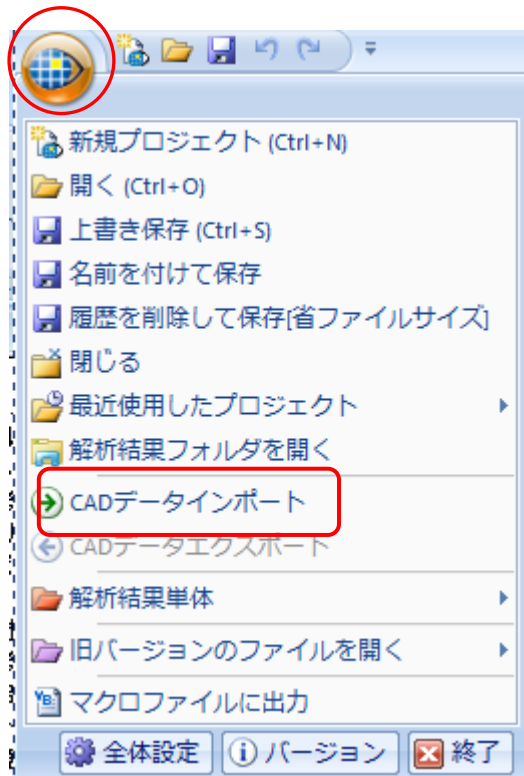 新規プロジェクト (Ctrl+N)
開く (Ctrl+O)
上書き保存 (Ctrl+S)
名前を付けて保存
履歴を削除して保存[省ファイルサイズ]
閉じる
最近使用したプロジェクト
解析結果フォルダを開く
CADデータインポート
CADデータエクスポート
解析結果単体
旧バージョンのファイルを開く
マクロファイルに出力
全体設定 バージョン 終了